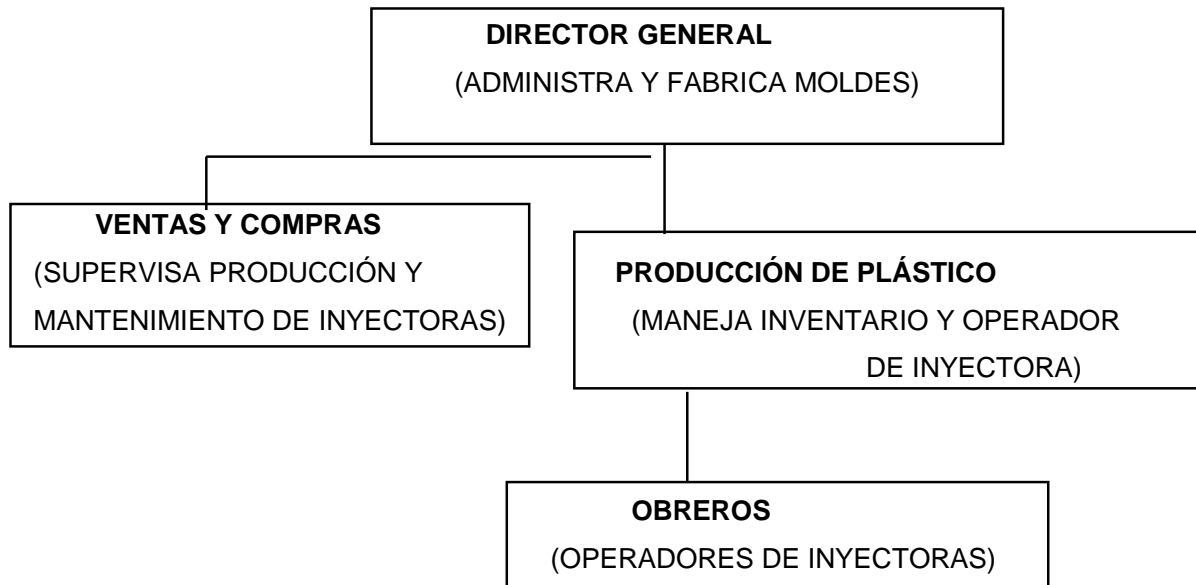 DIRECTOR GENERAL
(ADMINISTRA Y FABRICA MOLDES)
VENTAS Y COMPRAS
(SUPERVISA PRODUCCIÓN Y
MANTENIMIENTO DE INYECTORAS)
PRODUCCIÓN DE PLÁSTICO
(MANEJA INVENTARIO Y OPERADOR
DE INYECTORA)
OBREROS
(OPERADORES DE INYECTORAS)